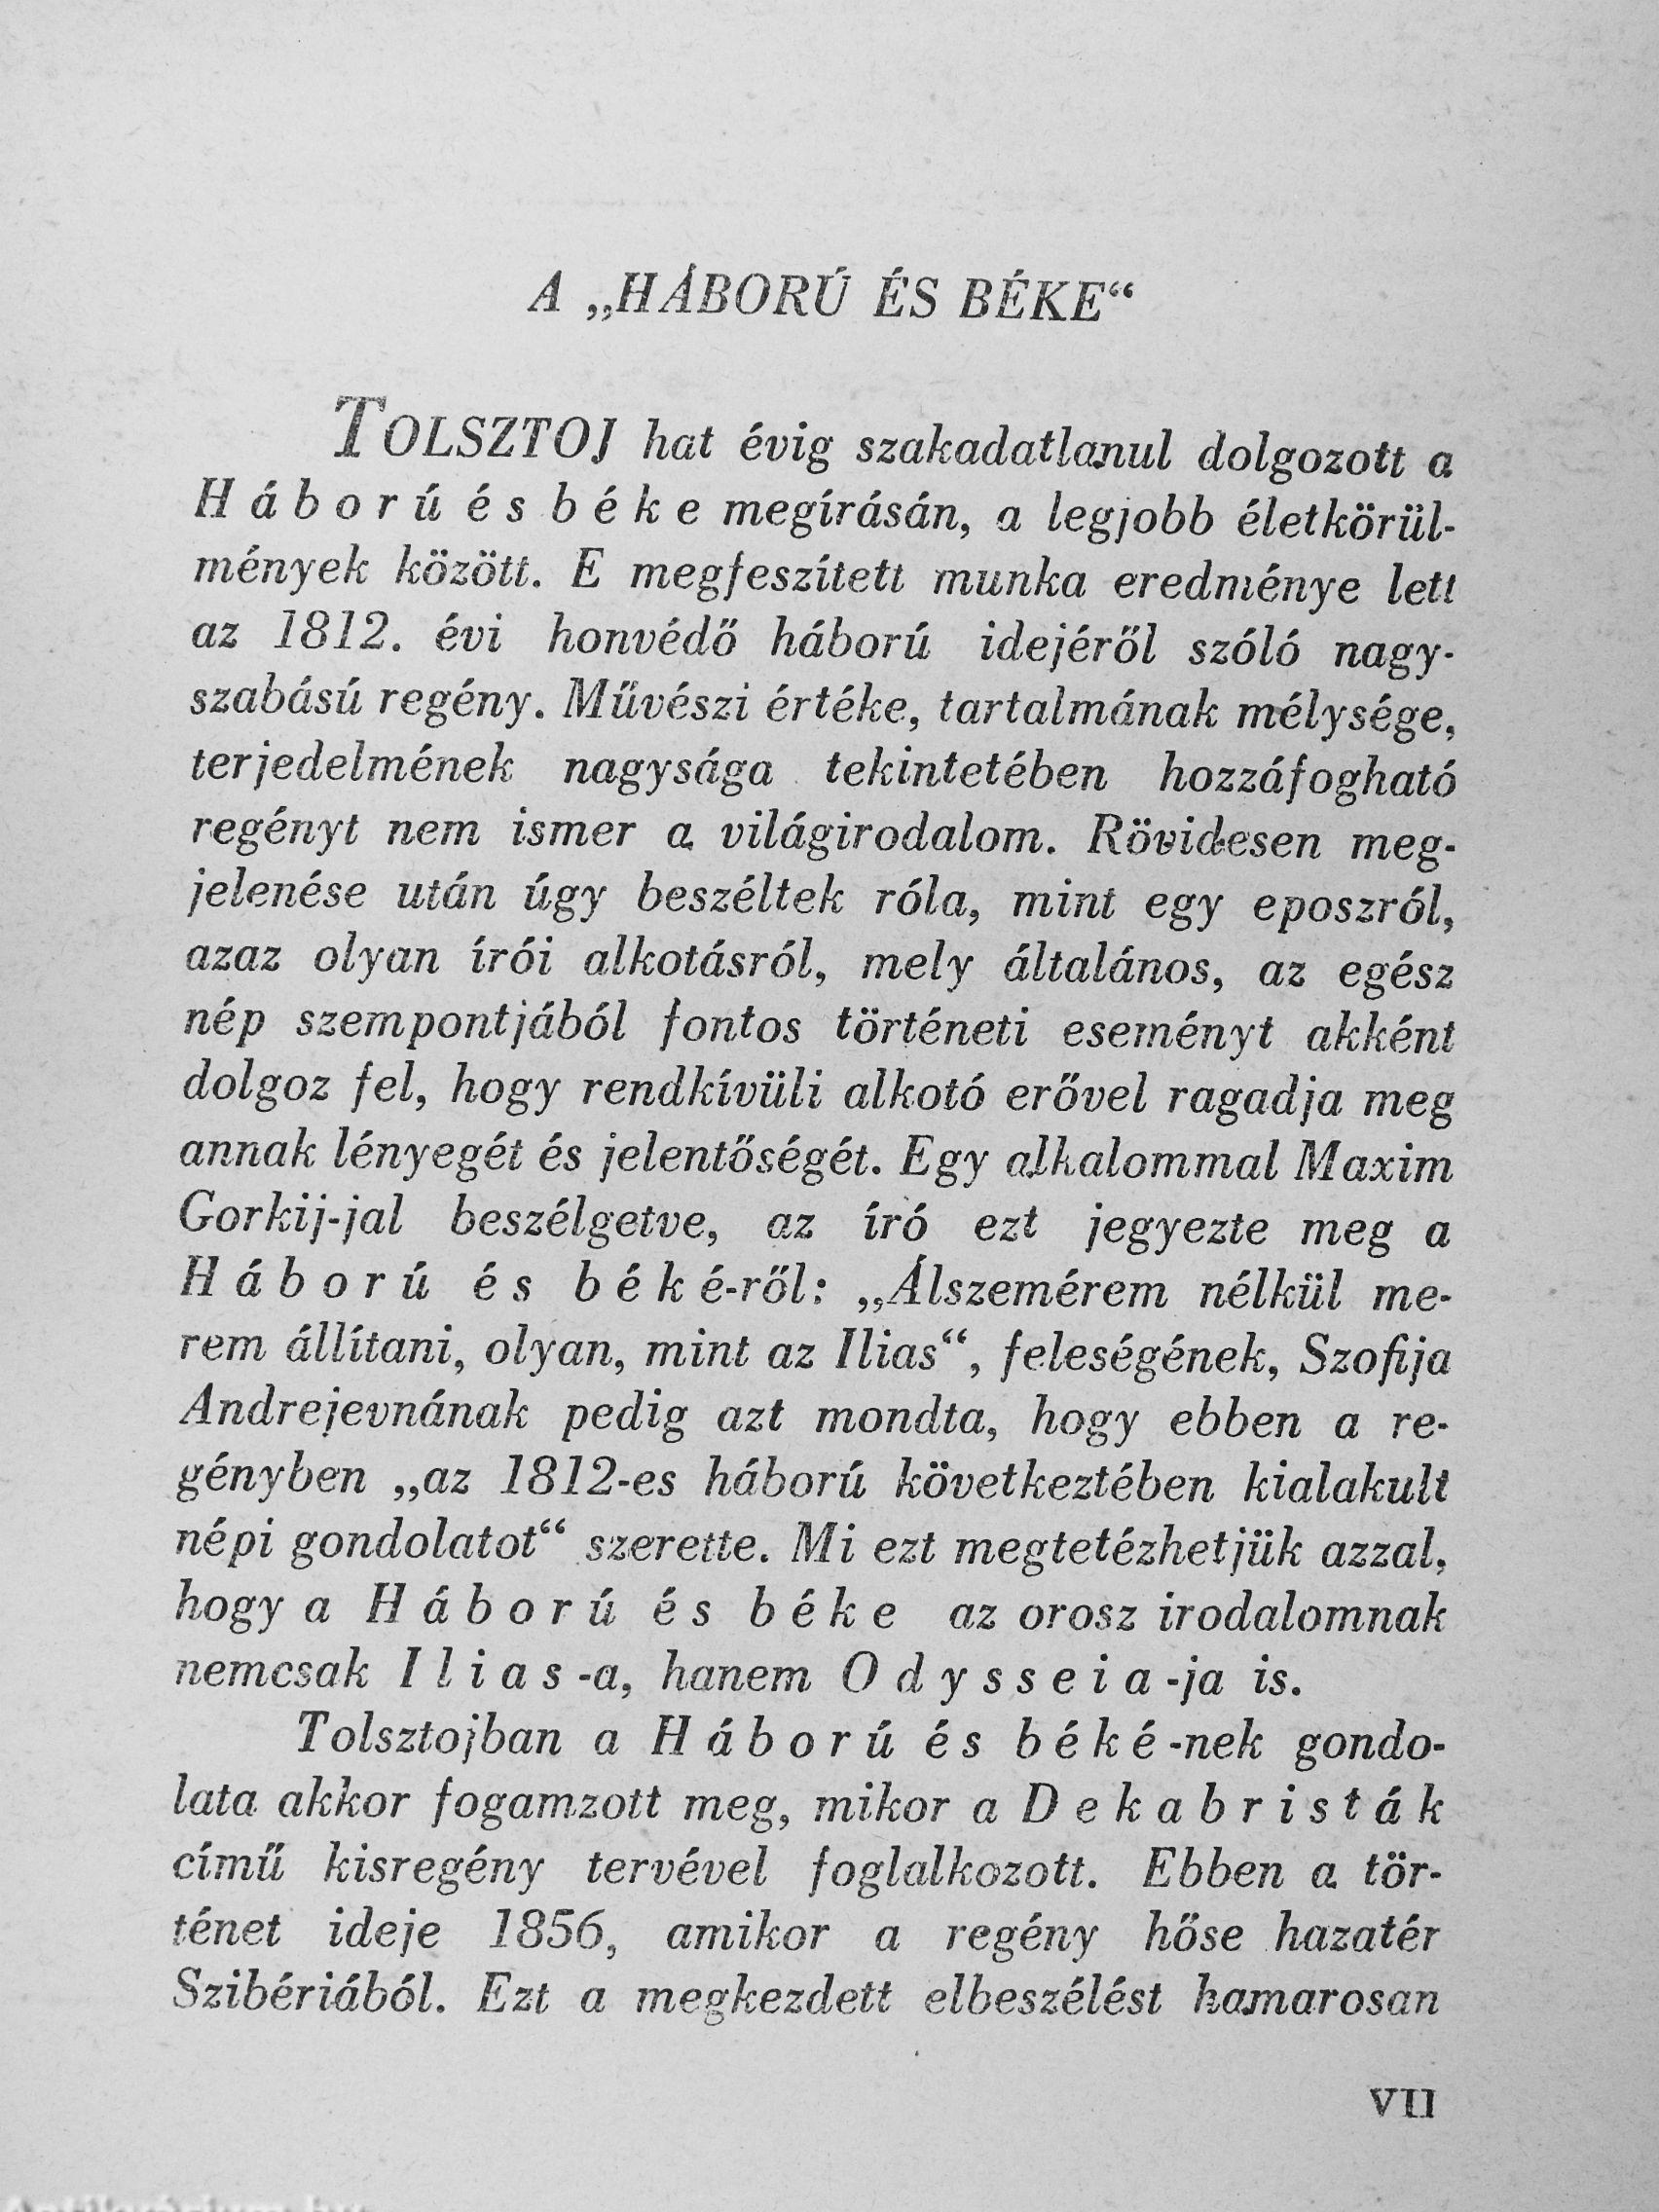 A „HÁBORÚ ÉS BÉKE“
TOLSZTOJ hat évig szakadatlanul dolgozott a
Háború és béke megírásán, a legjobb életkörül-
mények között. E megfeszített munka eredménye lett
az 1812. évi honvédő háború idejéről szóló nagy-
szabású regény. Művészi értéke, tartalmának mélysége,
terjedelmének nagysága tekintetében hozzáfogható
regényt nem ismer a világirodalom. Rövidesen meg-
jelenése után úgy beszéltek róla, mint egy eposzról,
azaz olyan írói alkotásról, mely általános, az egész
nép szempontjából fontos történeti eseményt akként
dolgoz fel, hogy rendkívüli alkotó erővel ragadja meg
annak lényegét és jelentőségét. Egy alkalommal Maxim
Gorkij-jal beszélgetve, az író ezt jegyezte meg a
Háború és béké-ről: „Álszemérem nélkül me-
rem állítani, olyan, mint az Ilias“, feleségének, Szofija
Andrejevnának pedig azt mondta, hogy ebben a re-
gényben „az 1812-es háború következtében kialakult
népi gondolatot“ szerette. Mi ezt megtetézhetjük azzal,
hogy a Háború és béke az orosz irodalomnak
nemcsak Ilias-a, hanem Odysseia-ja is.
Tolsztojban a Háború és béké-nek gondo-
lata akkor fogamzott meg, mikor a Dekabristák
című kisregény tervével foglalkozott. Ebben a tör-
ténet ideje 1856, amikor a regény hőse hazatér
Szibériából. Ezt a megkezdett elbeszélést hamarosan
VII